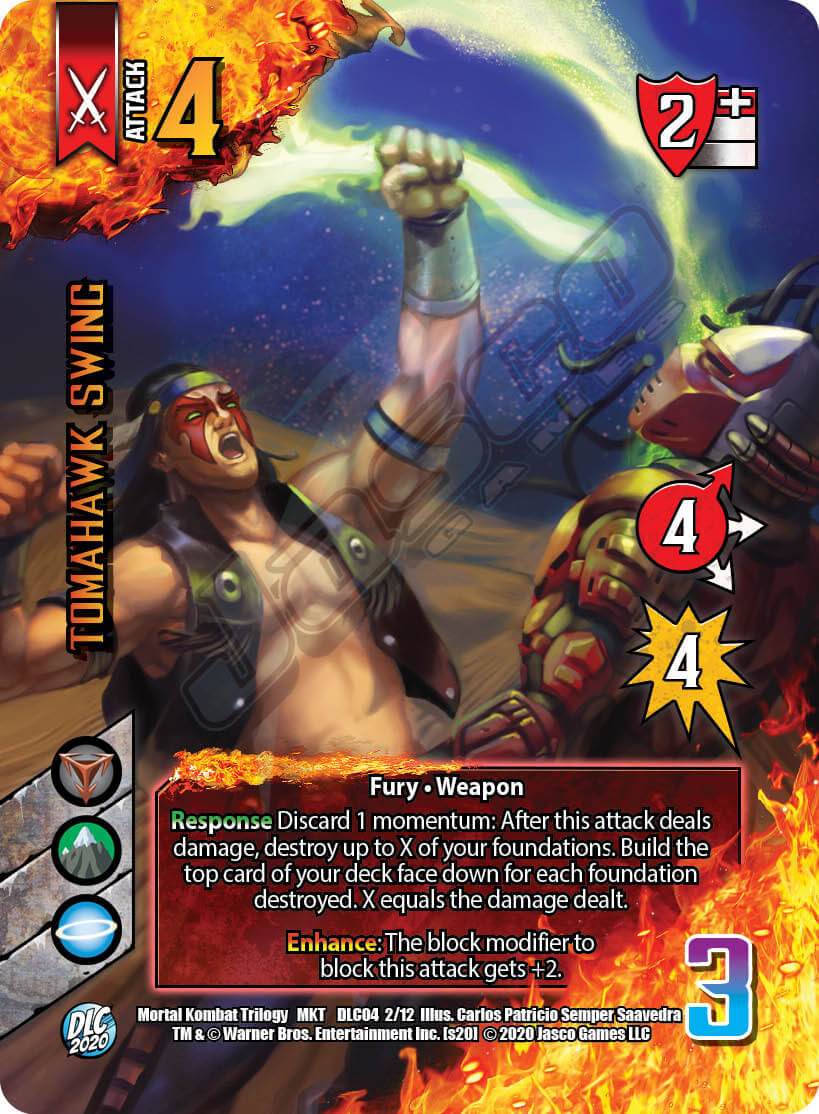 ATTACK
4
2
+
TOMAHAWK SWING
JASCO
GAMES
4
4
Fury • Weapon
Response Discard 1 momentum: After this attack deals
damage, destroy up to X of your foundations. Build the
top card of your deck face down for each foundation
destroyed. X equals the damage dealt.
Enhance: The block modifier to
block this attack gets +2.
3
DLC
2020
Mortal Kombat Trilogy MKT DLC04 2/12 Illus. Carlos Patricio Semper Saavedra
TM & © Warner Bros. Entertainment Inc. [s20] © 2020 Jasco Games LLC